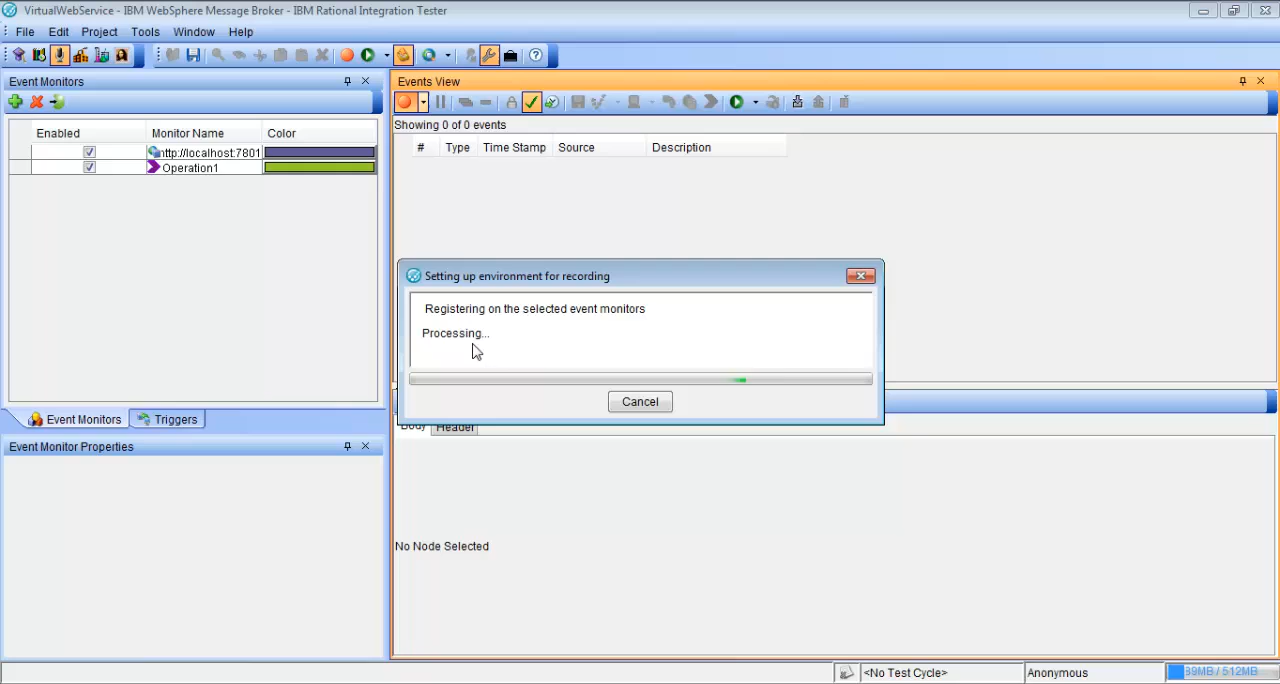 VirtualWebService - IBM WebSphere Message Broker - IBM Rational Integration Tester
File Edit Project Tools Window Help
Event Monitors
Events View
Showing 0 of 0 events
Enabled Monitor Name Color
# Type Time Stamp Source Description
http://localhost:7801
Operation1
Setting up environment for recording
Registering on the selected event monitors
Processing...
Cancel
Event Monitors Triggers
Body Header
Event Monitor Properties
No Node Selected
<No Test Cycle> Anonymous 89MB / 512MB